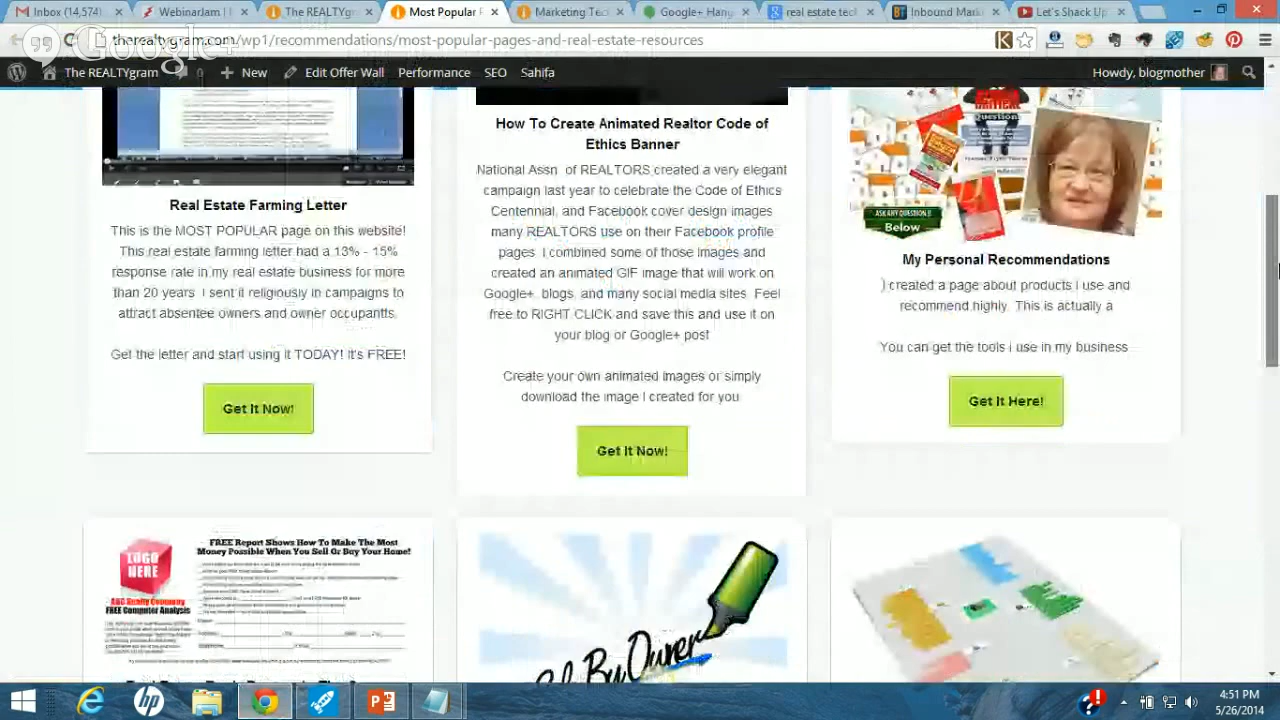 Inbox (4)
WebinarJam | I
The REALTYgr
Most Popular P
Marketing Tec
Google+ Hang
real estate tec
Inbound Mark
Let's Shack Up
Google+
therealtygram.com/wp1/recommendations/most-popular-pages-and-real-estate-resources
The REALTYgram
New
Edit Offer Wall
Performance
SEO
Sahifa
Howdy, blogmother
Real Estate Farming Letter
This is the MOST POPULAR page on this website!
This real estate farming letter had a 13% - 15%
response rate in my real estate business for more
than 20 years. I sent it religiously in campaigns to
attract absentee owners and owner occupants.
Get the letter and start using it TODAY! It's FREE!
Get It Now!
How To Create Animated Realtor Code of
Ethics Banner
National Assn. of REALTORS created a very elegant
campaign last year to celebrate the Code of Ethics
Centennial, and Facebook cover design images
many REALTORS use on their Facebook profile
pages. I combined some of those images and
created an animated GIF image that will work on
Google+, blogs, and many social media sites. Feel
free to RIGHT CLICK and save this and use it on
your blog or Google+ post
Create your own animated images or simply
download the image I created for you
Get It Now!
Questions
ASK ANY QUESTION!!
Below
My Personal Recommendations
I created a page about products I use and
recommend highly. This is actually a
You can get the tools I use in my business
Get It Here!
LOGO
HERE
ABC Realty Company
FREE Computer Analysis
FREE Report Shows How To Make The Most
Money Possible When You Sell Or Buy Your Home!
4:51 PM
5/26/2014